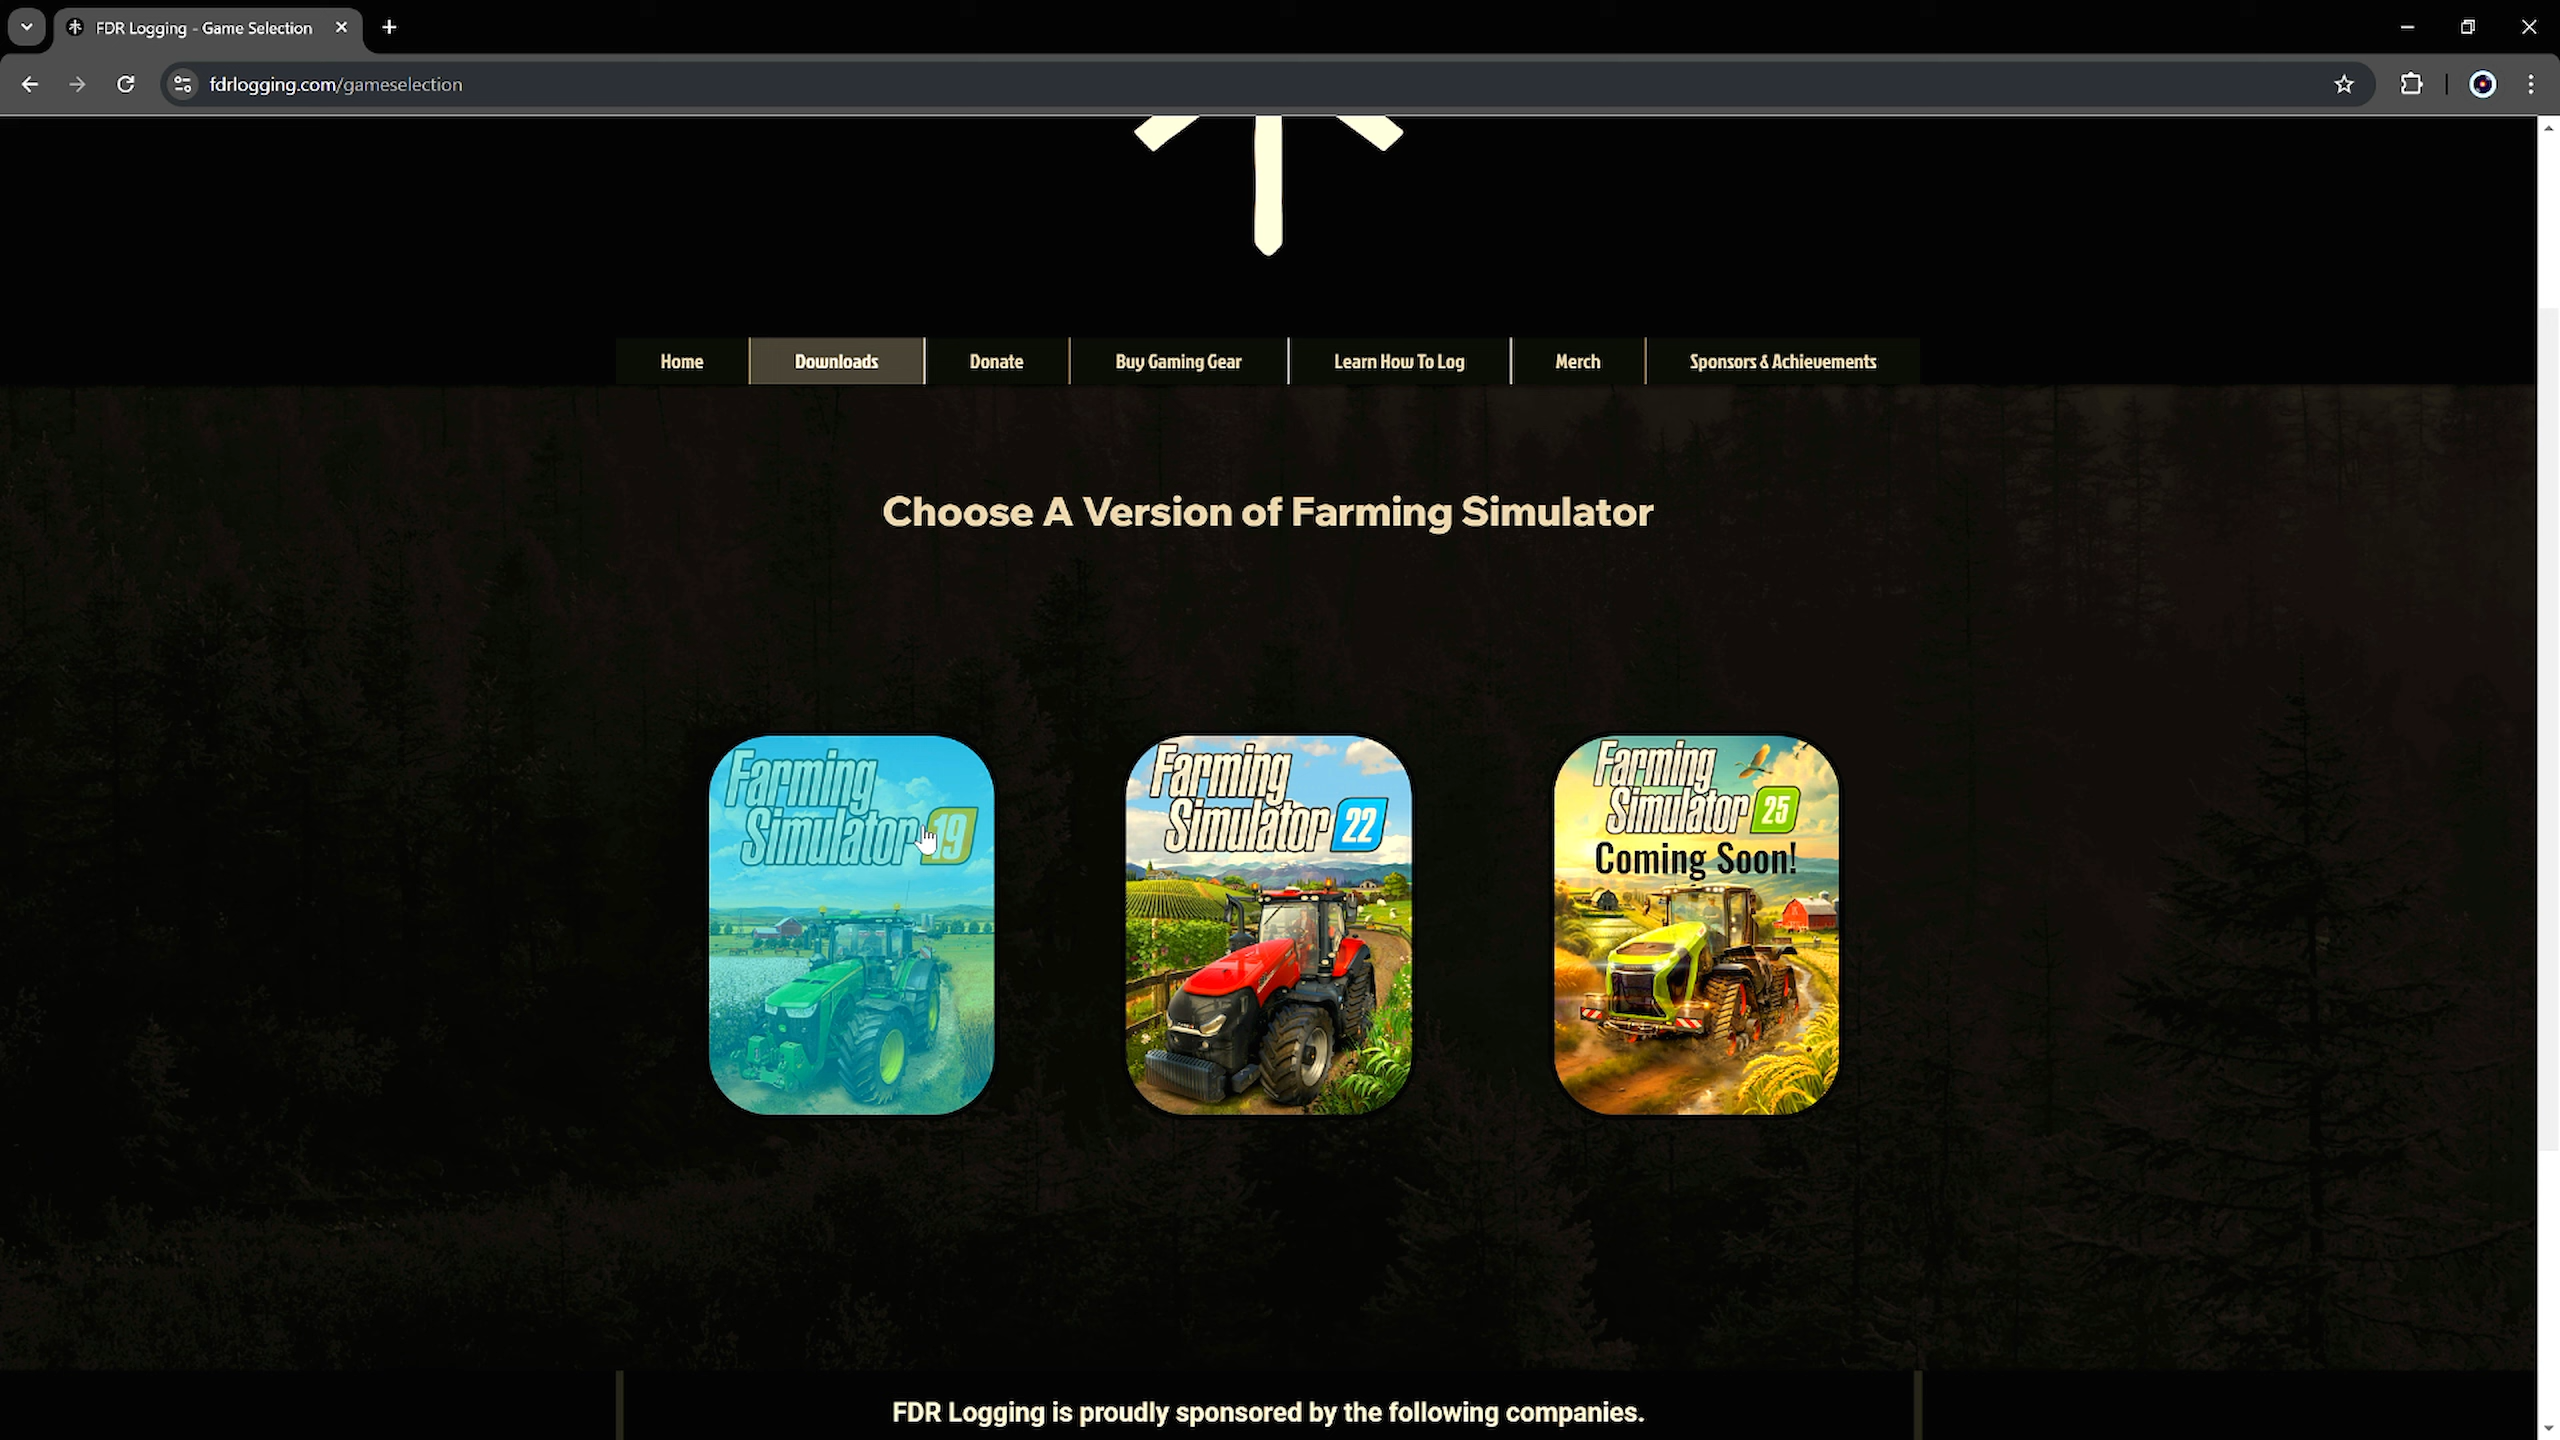 FDR Logging - Game Selection
fdrlogging.com/gameselection
Home
Downloads
Donate
Buy Gaming Gear
Learn How To Log
Merch
Sponsors & Achievements
Choose A Version of Farming Simulator
Farming
Simulator 19
Farming
Simulator 22
Farming
Simulator 25
Coming Soon!
FDR Logging is proudly sponsored by the following companies.